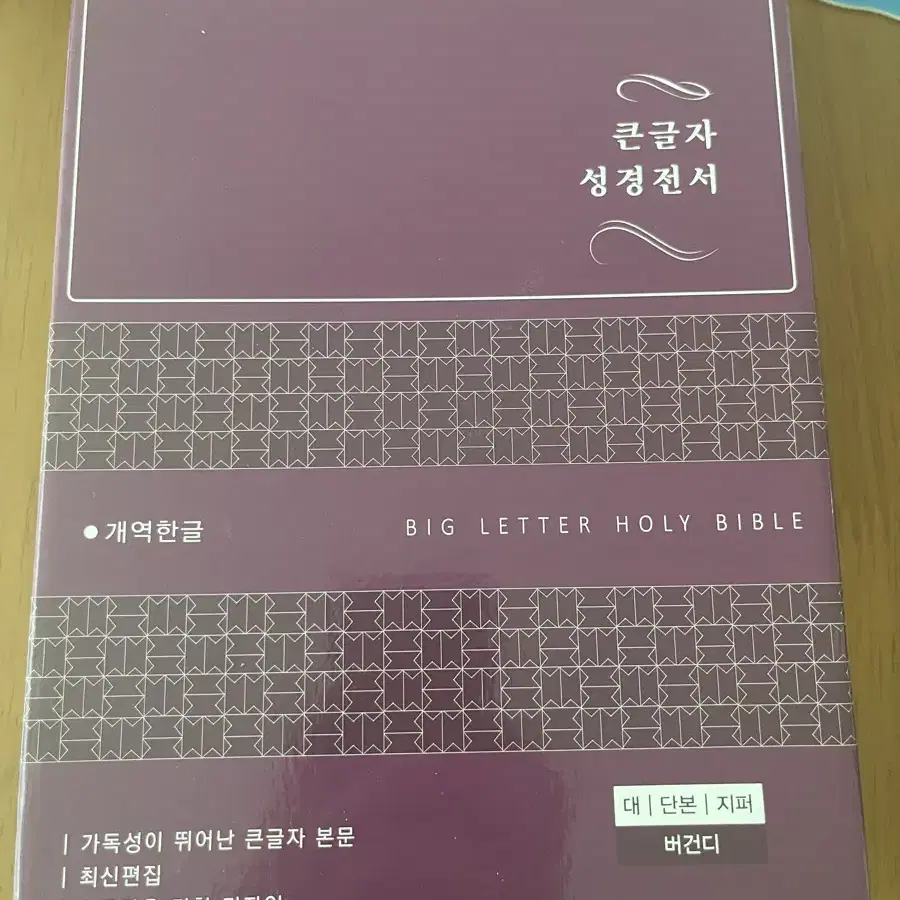 큰글자
성경전서
● 개역한글
BIG LETTER HOLY BIBLE
대 | 단본 | 지퍼
버건디
| 가독성이 뛰어난 큰글자 본문
| 최신편집